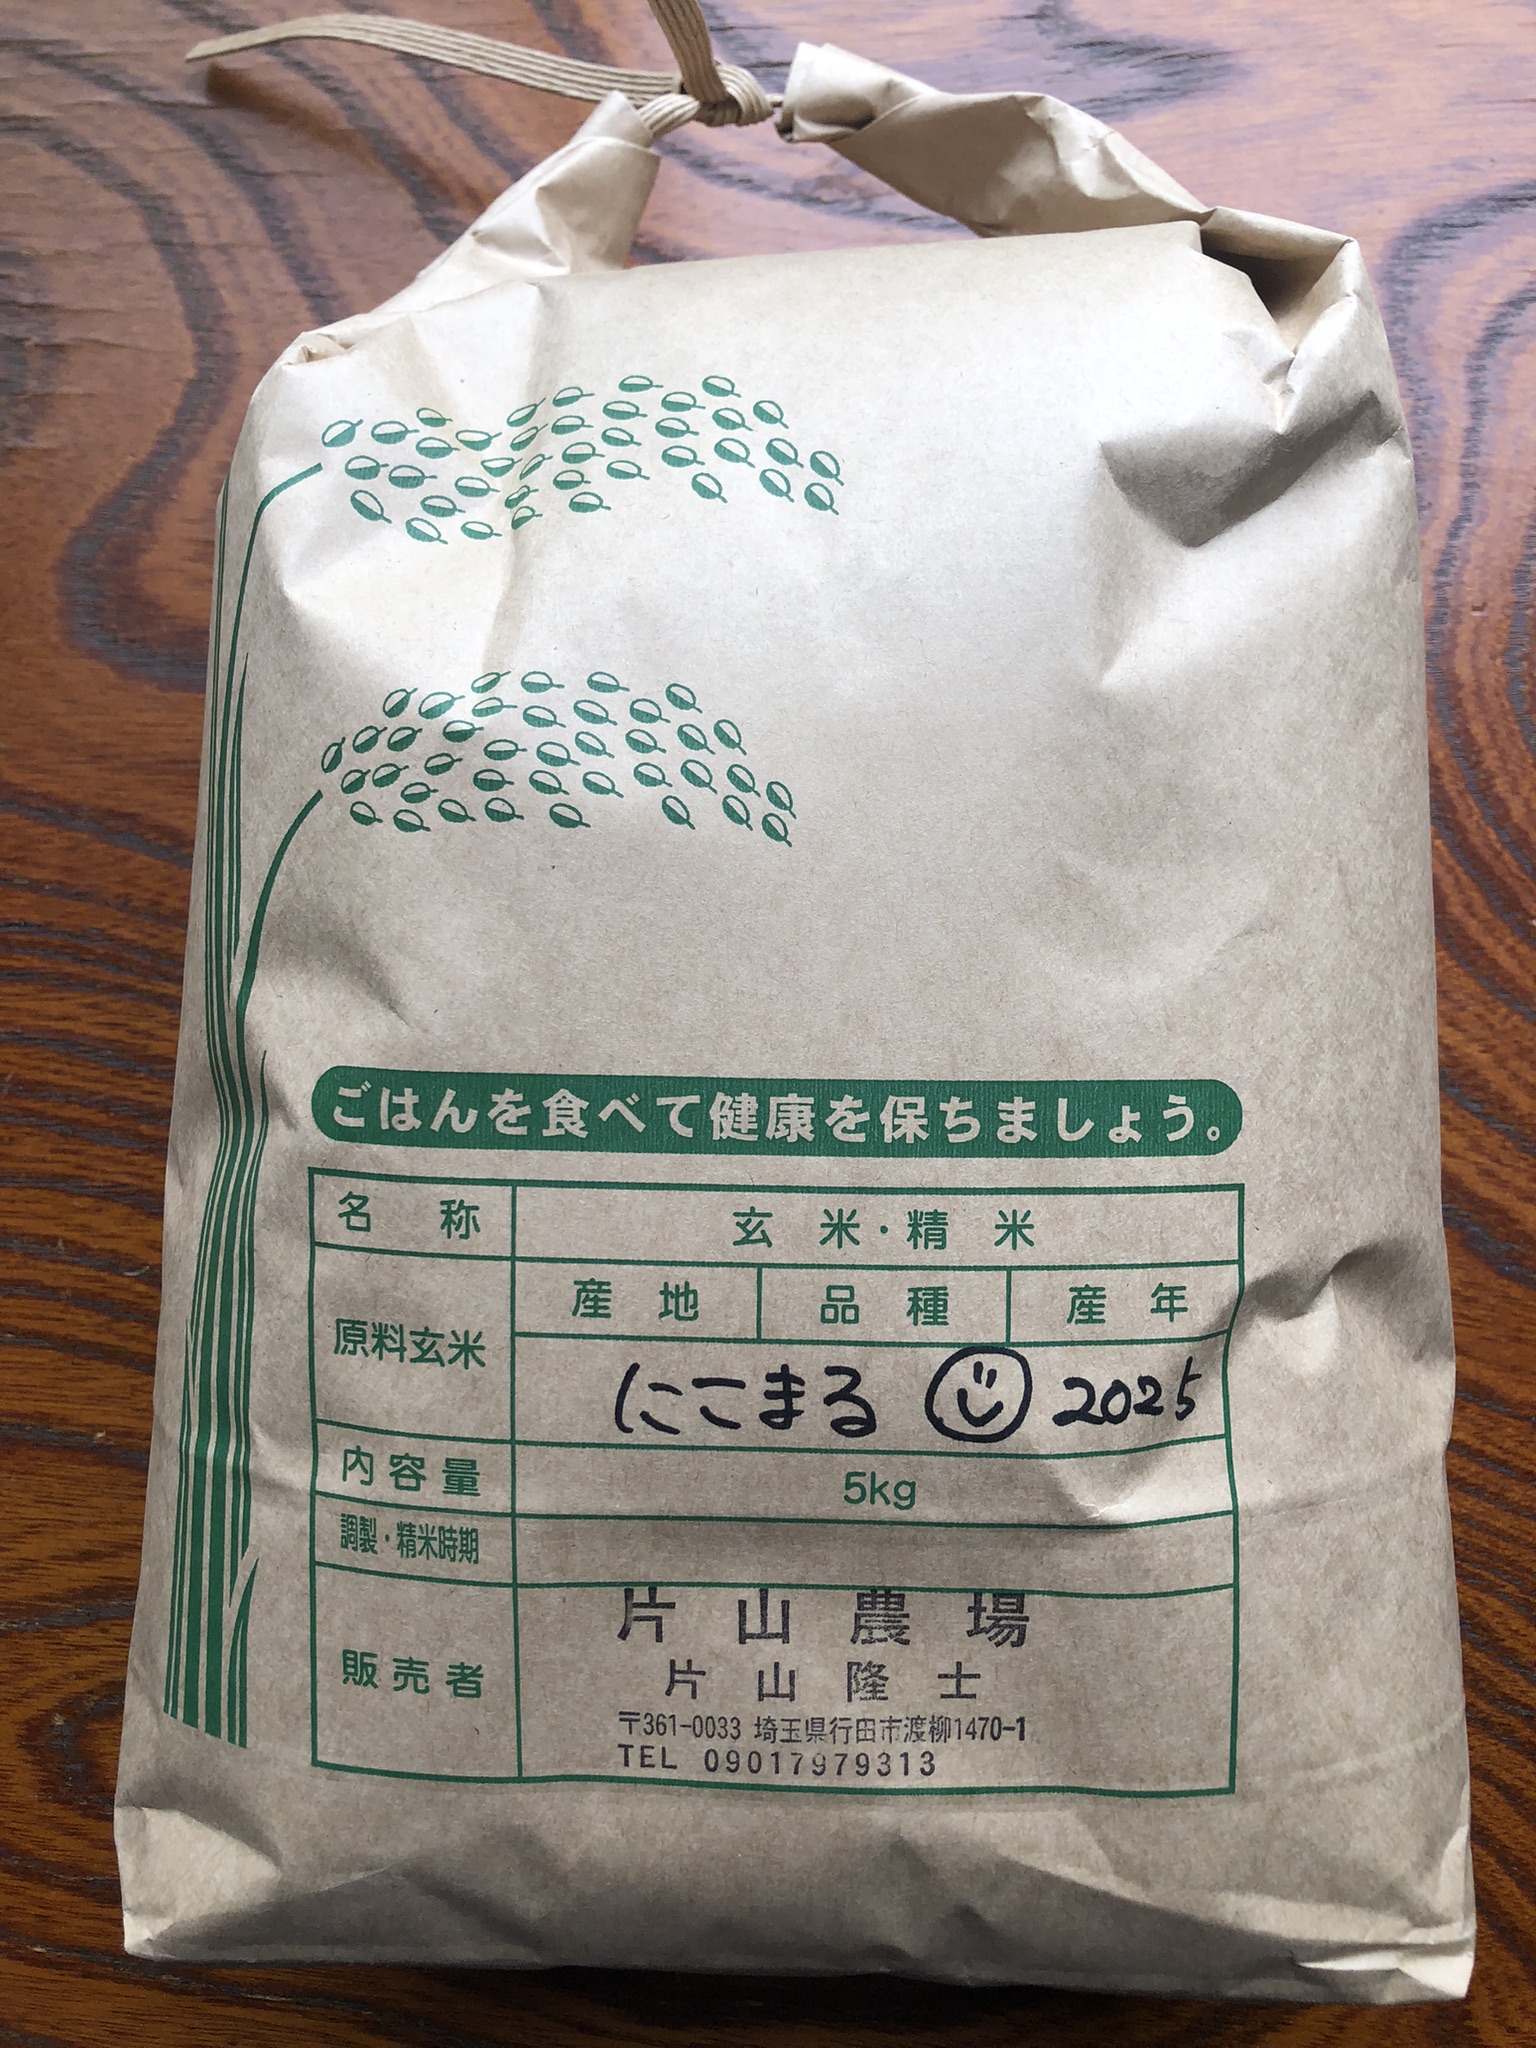 ごはんを食べて健康を保ちましょう。
名称 玄米・精米
原料玄米 産地 品種 産年
にこまる 2025
内容量 5kg
調製・精米時期
販売者 片山農場
片山隆士
〒361-0033 埼玉県行田市渡柳1470-1
TEL 09017979313